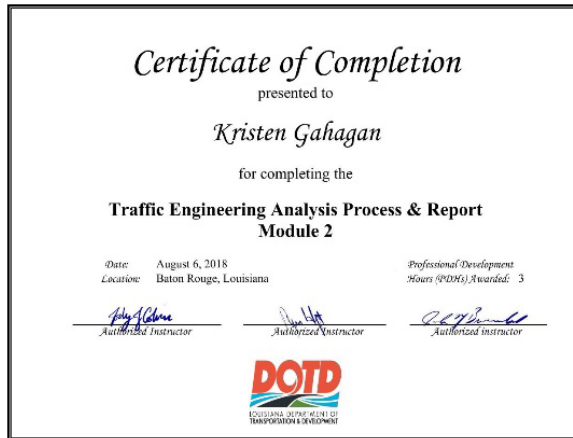 Certificate of Completion
presented to
Kristen Gahagan
for completing the
Traffic Engineering Analysis Process & Report
Module 2
Date: August 6, 2018
Location: Baton Rouge, Louisiana
Professional Development
Hours (PDHs) Awarded: 3
Authorized Instructor
Authorized Instructor
Authorized instructor
DOTD
LOUISIANA DEPARTMENT OF
TRANSPORTATION & DEVELOPMENT